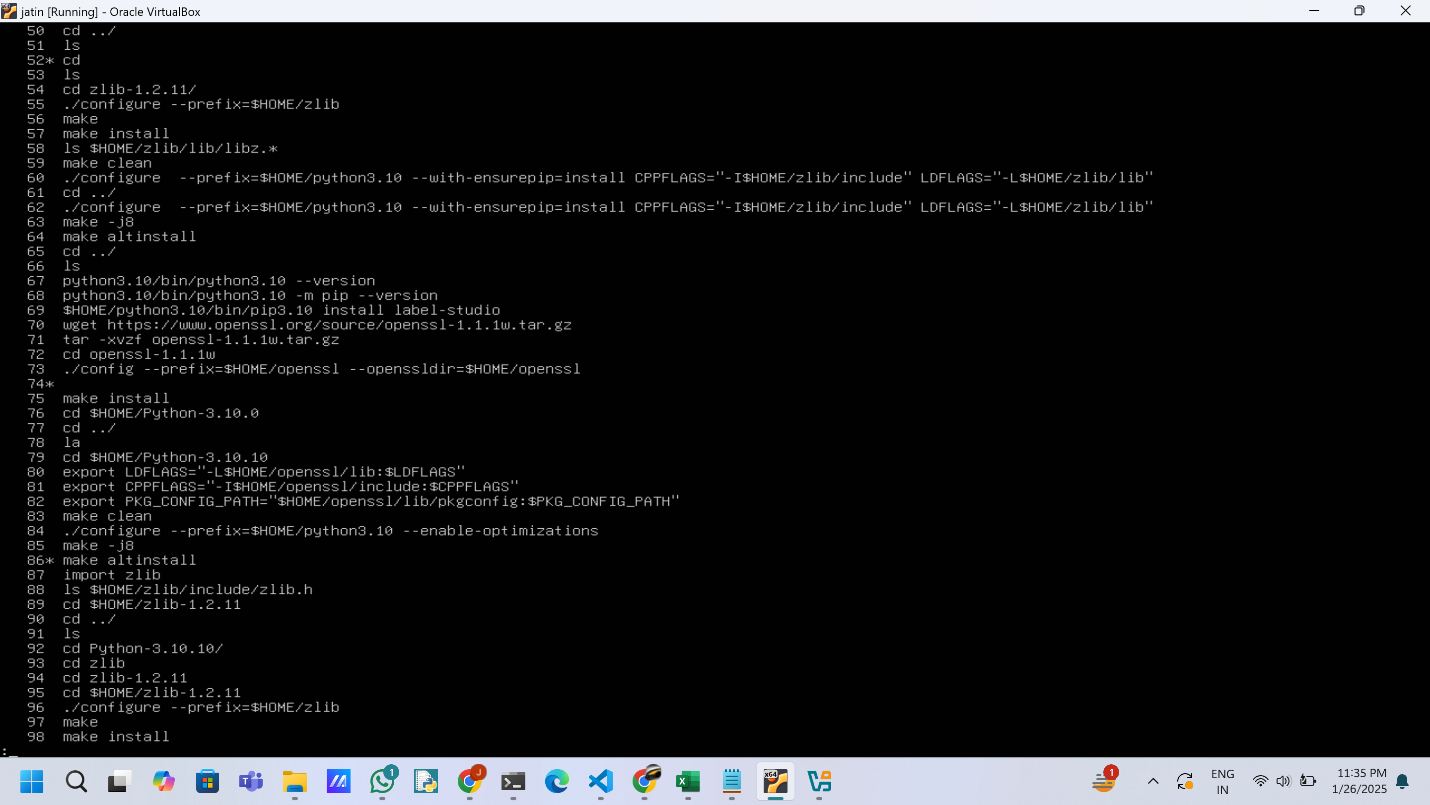 jatin [Running] - Oracle VirtualBox
50 cd ../
51 ls
52* cd
53 ls
54 cd zlib-1.2.11/
55 ./configure --prefix=$HOME/zlib
56 make
57 make install
58 ls $HOME/zlib/lib/libz.*
59 make clean
60 ./configure  --prefix=$HOME/python3.10 --with-ensurepip=install CPPFLAGS="-I$HOME/zlib/include" LDFLAGS="-L$HOME/zlib/lib"
61 cd ../
62 ./configure  --prefix=$HOME/python3.10 --with-ensurepip=install CPPFLAGS="-I$HOME/zlib/include" LDFLAGS="-L$HOME/zlib/lib"
63 make -j8
64 make altinstall
65 cd ../
66 ls
67 python3.10/bin/python3.10 --version
68 python3.10/bin/python3.10 -m pip --version
69 $HOME/python3.10/bin/pip3.10 install label-studio
70 wget https://www.openssl.org/source/openssl-1.1.1w.tar.gz
71 tar -xvzf openssl-1.1.1w.tar.gz
72 cd openssl-1.1.1w
73 ./config --prefix=$HOME/openssl --openssldir=$HOME/openssl
74*
75 make install
76 cd $HOME/Python-3.10.0
77 cd ../
78 la
79 cd $HOME/Python-3.10.10
80 export LDFLAGS="-L$HOME/openssl/lib:$LDFLAGS"
81 export CPPFLAGS="-I$HOME/openssl/include:$CPPFLAGS"
82 export PKG_CONFIG_PATH="$HOME/openssl/lib/pkgconfig:$PKG_CONFIG_PATH"
83 make clean
84 ./configure --prefix=$HOME/python3.10 --enable-optimizations
85 make -j8
86* make altinstall
87 import zlib
88 ls $HOME/zlib/include/zlib.h
89 cd $HOME/zlib-1.2.11
90 cd ../
91 ls
92 cd Python-3.10.10/
93 cd zlib
94 cd zlib-1.2.11
95 cd $HOME/zlib-1.2.11
96 ./configure --prefix=$HOME/zlib
97 make
98 make install
:_
1
J
X64
1
ENG
IN
11:35 PM
1/26/2025